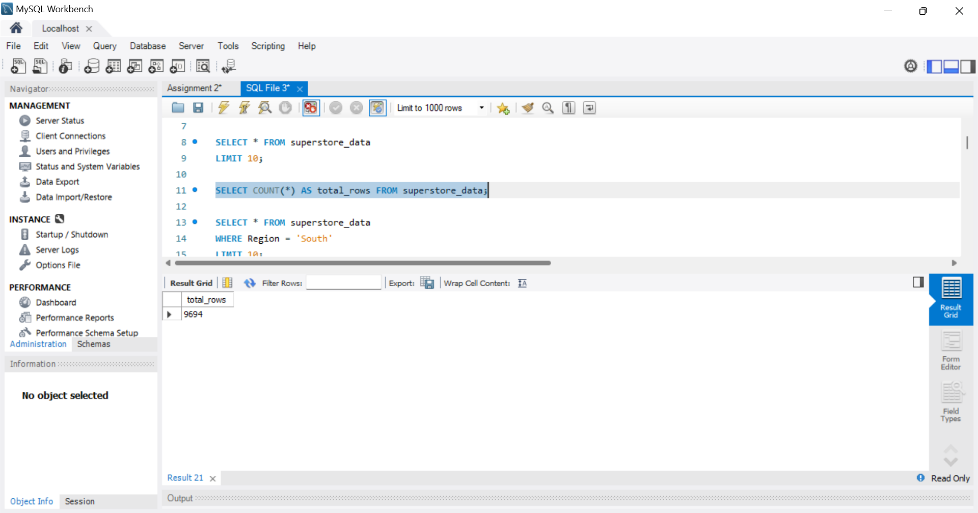 MySQL Workbench
Localhost
File Edit View Query Database Server Tools Scripting Help
Navigator
MANAGEMENT
Server Status
Client Connections
Users and Privileges
Status and System Variables
Data Export
Data Import/Restore
INSTANCE
Startup / Shutdown
Server Logs
Options File
PERFORMANCE
Dashboard
Performance Reports
Performance Schema Setup
Administration Schemas
Information
No object selected
Object Info Session
Assignment 2* SQL File 3*
Limit to 1000 rows
7
8 SELECT * FROM superstore_data
9 LIMIT 10;
10
11 SELECT COUNT(*) AS total_rows FROM superstore_data;
12
13 SELECT * FROM superstore_data
14 WHERE Region = 'South'
15 LIMIT 10;
Result Grid Filter Rows: Export: Wrap Cell Content:
total_rows
9694
Result Grid
Form Editor
Field Types
Result 21 Read Only
Output